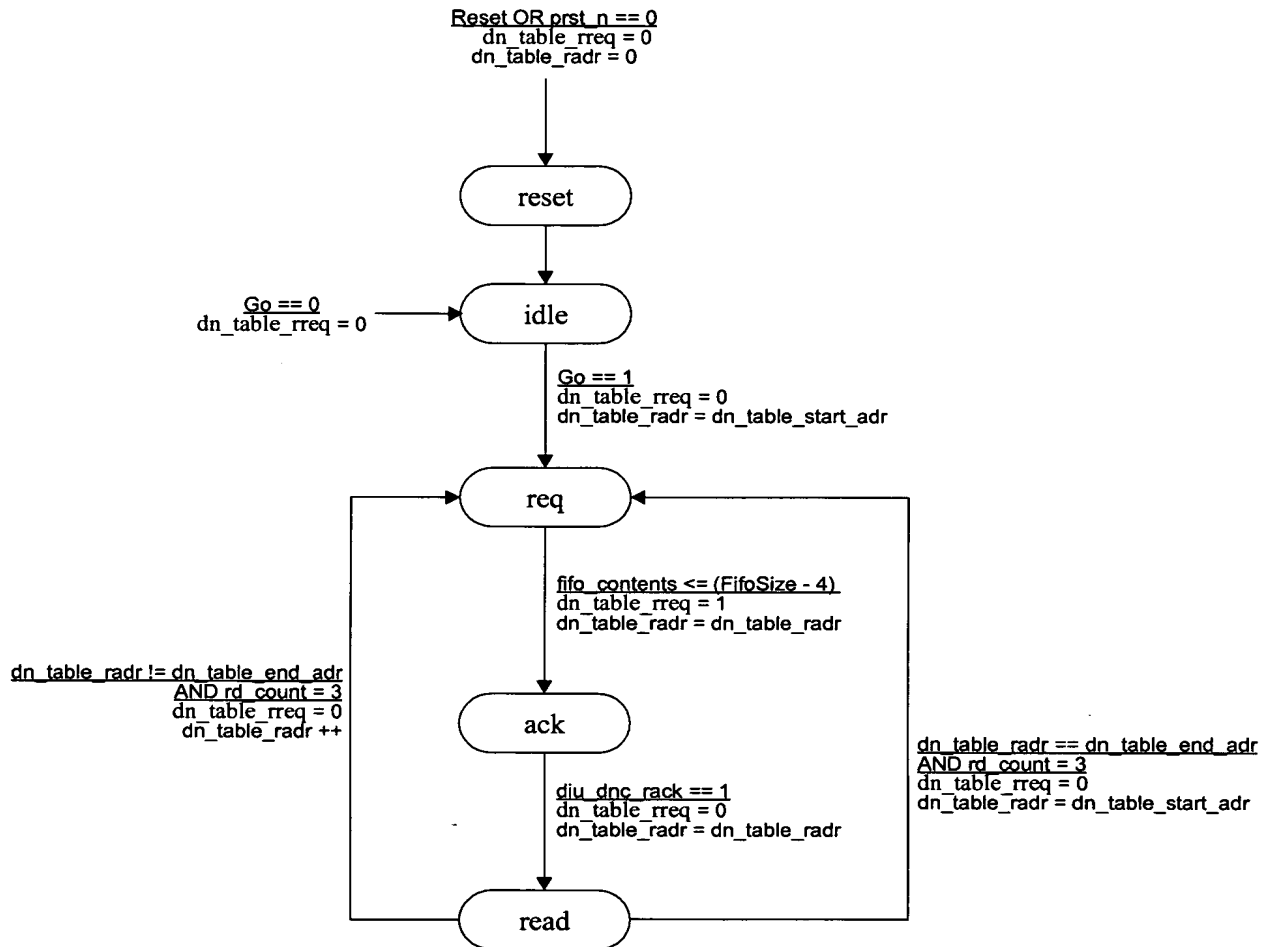 Reset OR prst_n == 0
dn_table_rreq = 0
dn_table_radr = 0
reset
Go == 0
dn_table_rreq = 0
idle
Go == 1
dn_table_rreq = 0
dn_table_radr = dn_table_start_adr
req
fifo_contents <= (FifoSize - 4)
dn_table_rreq = 1
dn_table_radr = dn_table_radr
dn_table_radr != dn_table_end_adr
AND rd_count = 3
dn_table_rreq = 0
dn_table_radr ++
ack
dn_table_radr == dn_table_end_adr
AND rd_count = 3
dn_table_rreq = 0
dn_table_radr = dn_table_start_adr
diu_dnc_rack == 1
dn_table_rreq = 0
dn_table_radr = dn_table_radr
read